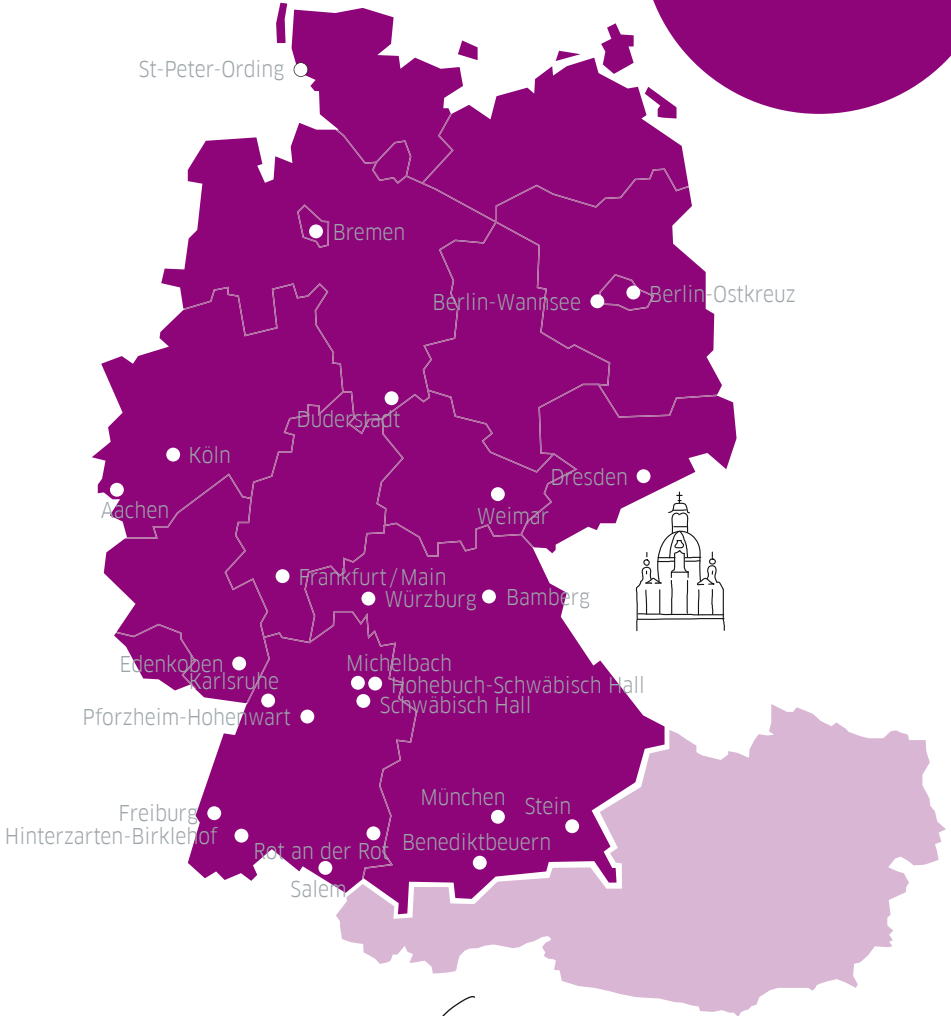 St-Peter-Ording
Bremen
Berlin-Ostkreuz
Berlin-Wannsee
Duderstadt
Köln
Dresden
Aachen
Weimar
Frankfurt / Main
Würzburg
Bamberg
Edenkoben
Michelbach
Karlsruhe
Hohebuch-Schwäbisch Hall
Schwäbisch Hall
Pforzheim-Hohenwart
München
Stein
Freiburg
Hinterzarten-Birklehof
Benediktbeuern
Rot an der Rot
Salem